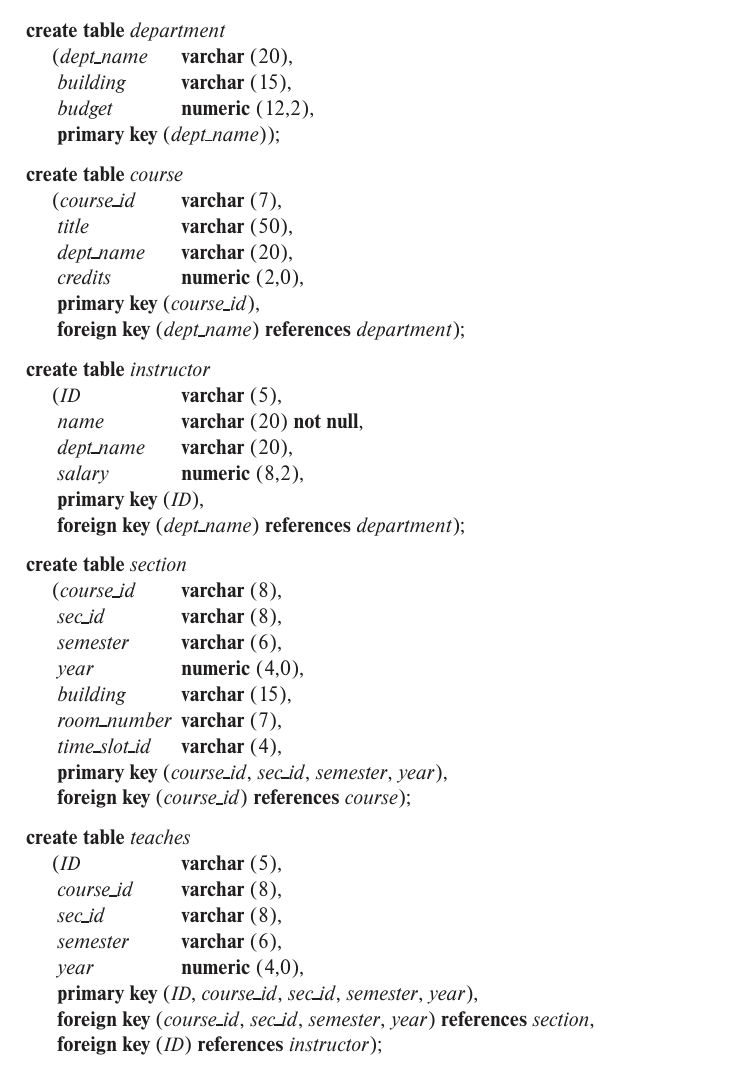 create table department
(dept_name varchar (20),
building varchar (15),
budget numeric (12,2),
primary key (dept_name));
create table course
(course_id varchar (7),
title varchar (50),
dept_name varchar (20),
credits numeric (2,0),
primary key (course_id),
foreign key (dept_name) references department);
create table instructor
(ID varchar (5),
name varchar (20) not null,
dept_name varchar (20),
salary numeric (8,2),
primary key (ID),
foreign key (dept_name) references department);
create table section
(course_id varchar (8),
sec_id varchar (8),
semester varchar (6),
year numeric (4,0),
building varchar (15),
room_number varchar (7),
time_slot_id varchar (4),
primary key (course_id, sec_id, semester, year),
foreign key (course_id) references course);
create table teaches
(ID varchar (5),
course_id varchar (8),
sec_id varchar (8),
semester varchar (6),
year numeric (4,0),
primary key (ID, course_id, sec_id, semester, year),
foreign key (course_id, sec_id, semester, year) references section,
foreign key (ID) references instructor);